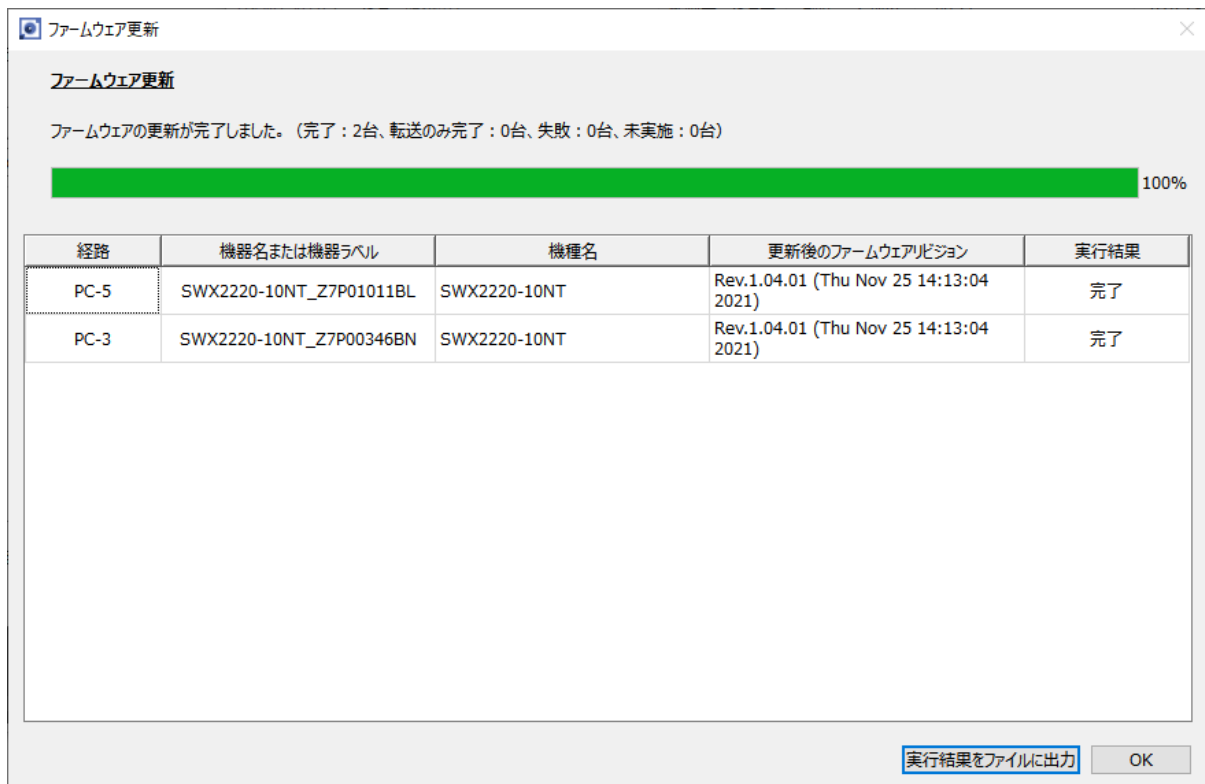 ファームウェア更新
ファームウェア更新
ファームウェアの更新が完了しました。（完了：2台、転送のみ完了：0台、失敗：0台、未実施：0台）
100%
経路 機器名または機器ラベル 機種名 更新後のファームウェアリビジョン 実行結果
PC-5 SWX2220-10NT_Z7P01011BL SWX2220-10NT Rev.1.04.01 (Thu Nov 25 14:13:04
2021) 完了
PC-3 SWX2220-10NT_Z7P00346BN SWX2220-10NT Rev.1.04.01 (Thu Nov 25 14:13:04
2021) 完了
実行結果をファイルに出力 OK